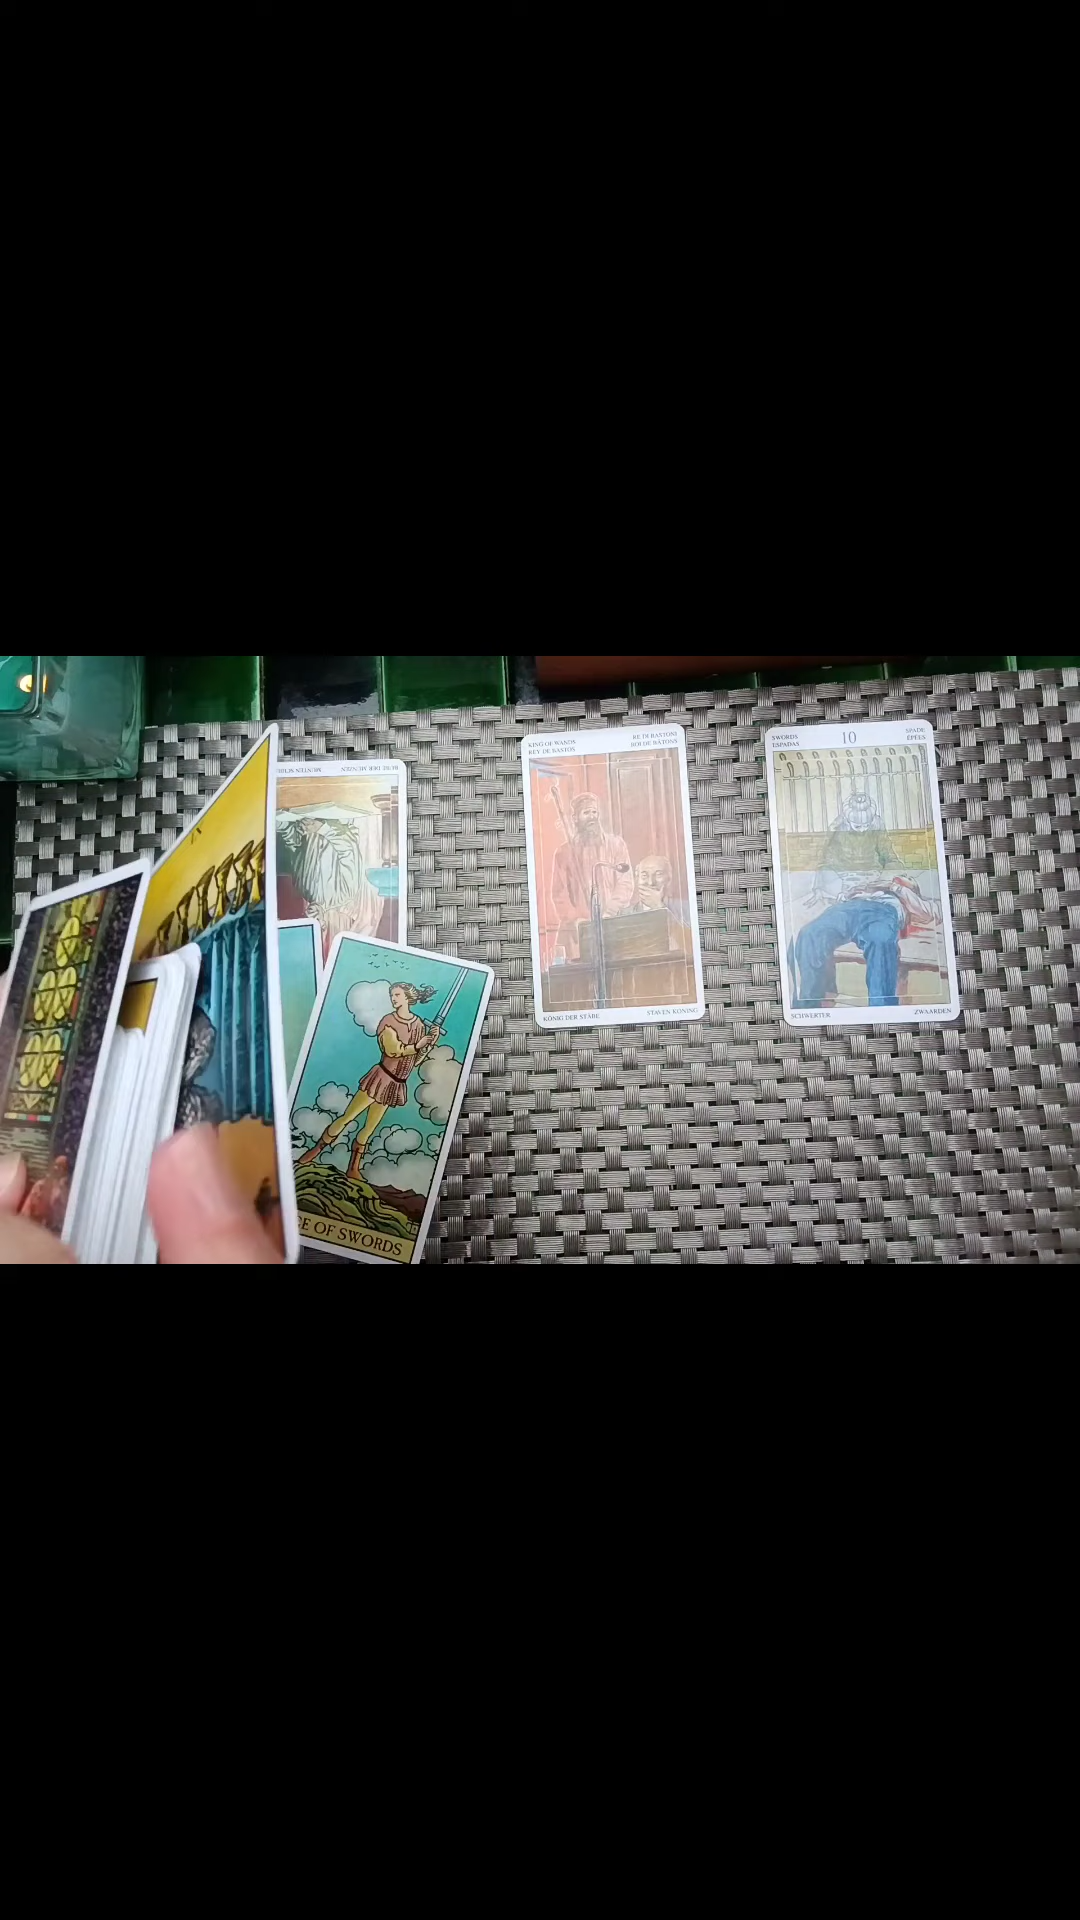 KING OF WANDS
REY DE BASTOS
RE DI BASTONI
ROI DE BÂTONS
KÖNIG DER STÄBE
STAVEN KONING
SWORDS
ESPADAS
10
SPADE
ÉPÉES
SCHWERTER
ZWAARDEN
OF SWORDS